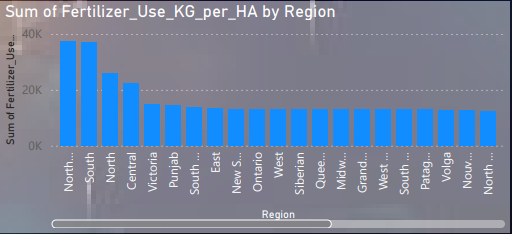 Sum of Fertilizer_Use_KG_per_HA by Region
Sum of Fertilizer_Use...
40K
20K
0K
North...
South
North
Central
Victoria
Punjab
South ...
East
New S...
Ontario
West
Siberian
Quee...
Midw...
Grand...
West ...
South ...
Patag...
Volga
Nouv...
North ...
Region